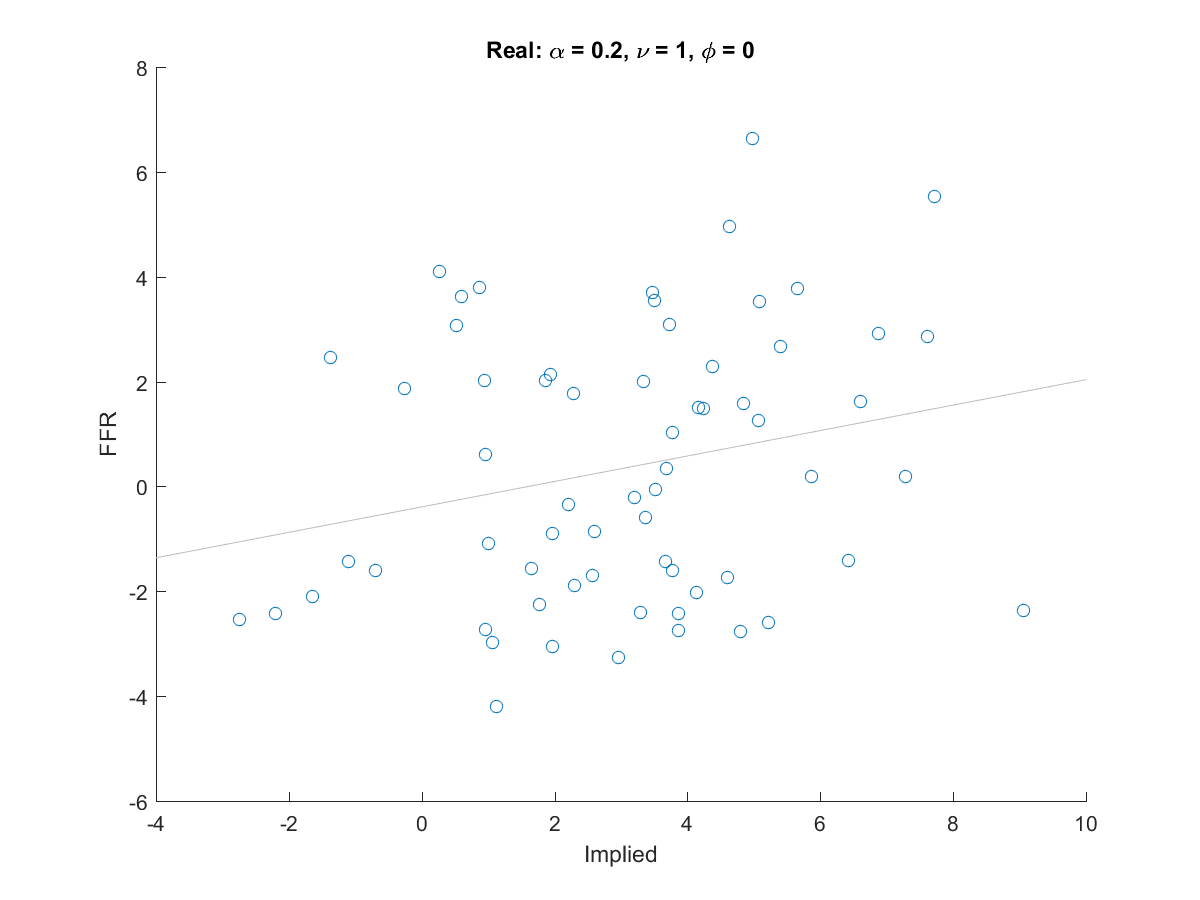 Real: α = 0.2, ν = 1, ϕ = 0
8
6
4
2
0
-2
-4
-6
FFR
-4 -2 0 2 4 6 8 10
Implied